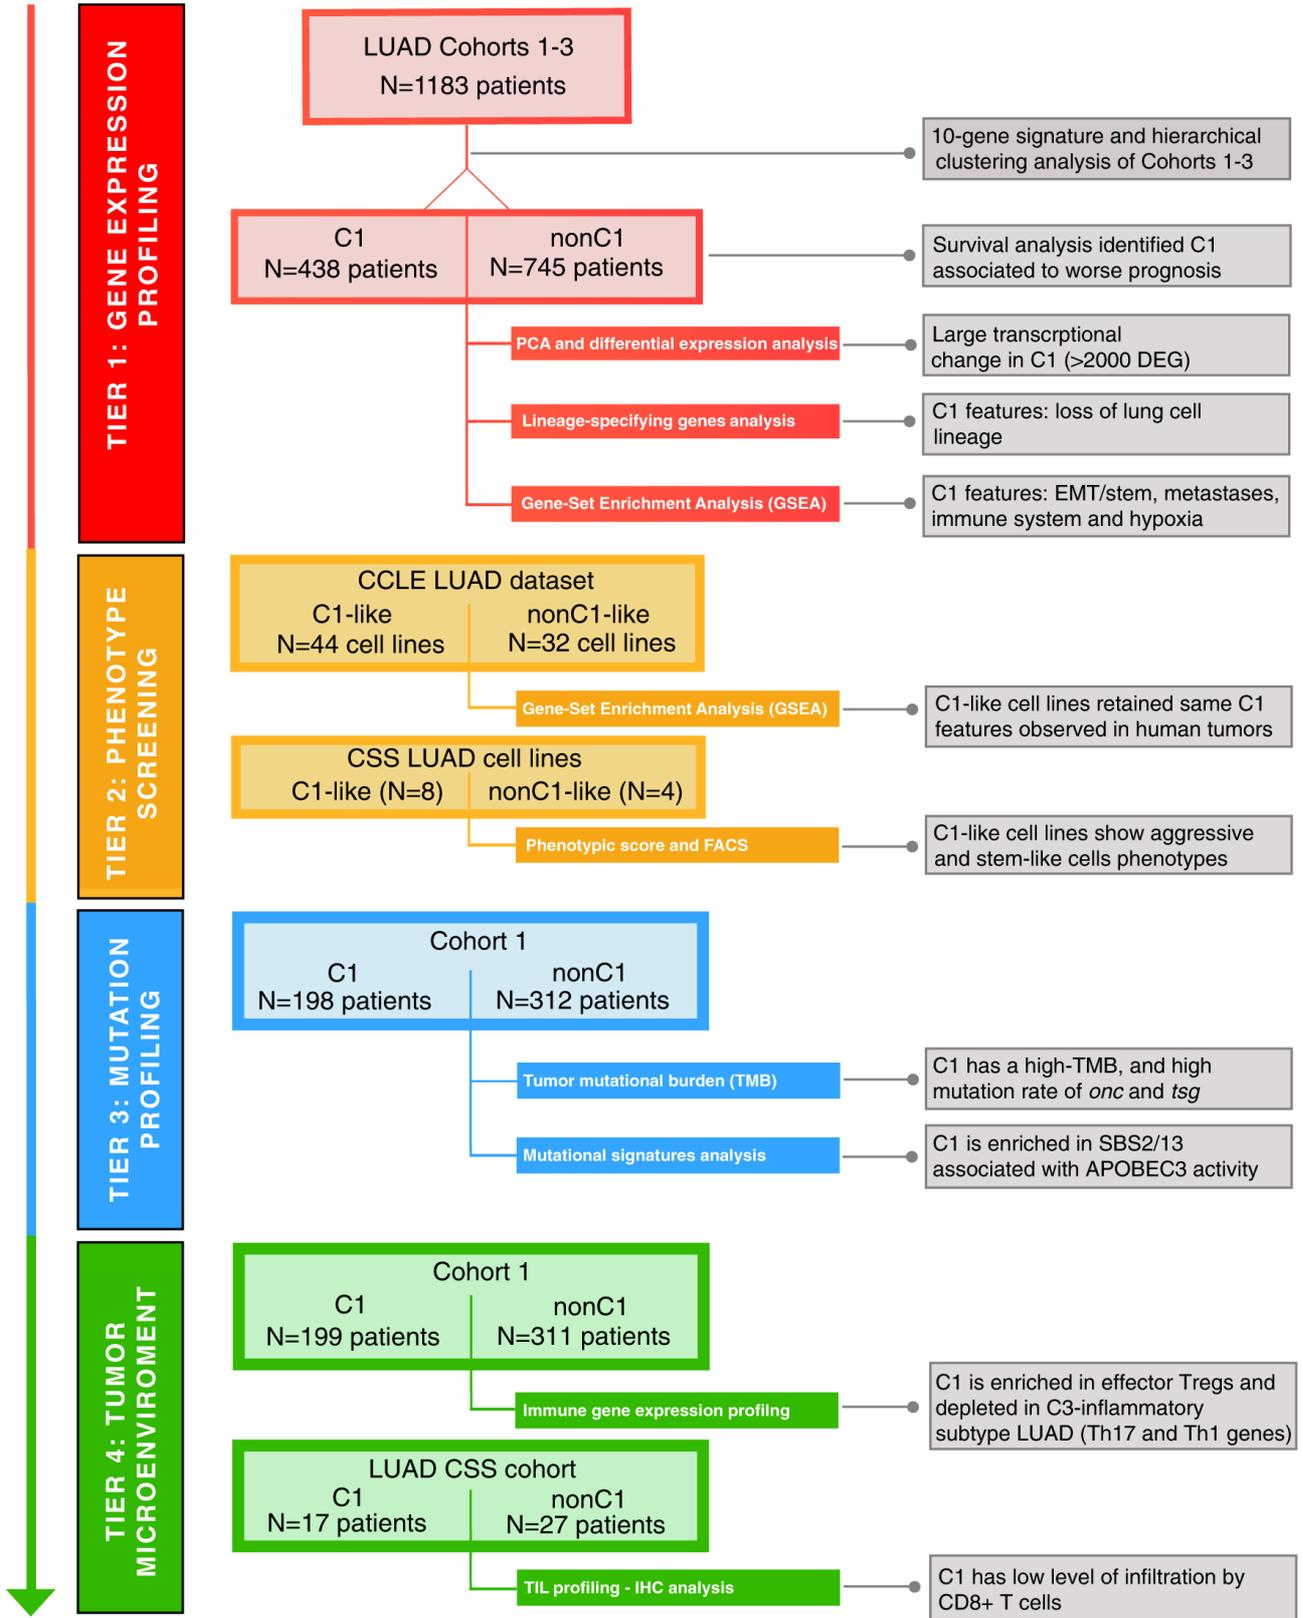 TIER 1: GENE EXPRESSION
PROFILING
LUAD Cohorts 1-3
N=1183 patients
10-gene signature and hierarchical
clustering analysis of Cohorts 1-3
C1
N=438 patients
nonC1
N=745 patients
Survival analysis identified C1
associated to worse prognosis
PCA and differential expression analysis
Large transcrptional
change in C1 (>2000 DEG)
Lineage-specifying genes analysis
C1 features: loss of lung cell
lineage
Gene-Set Enrichment Analysis (GSEA)
C1 features: EMT/stem, metastases,
immune system and hypoxia
TIER 2: PHENOTYPE
SCREENING
CCLE LUAD dataset
C1-like
N=44 cell lines
nonC1-like
N=32 cell lines
Gene-Set Enrichment Analysis (GSEA)
C1-like cell lines retained same C1
features observed in human tumors
CSS LUAD cell lines
C1-like (N=8)
nonC1-like (N=4)
Phenotypic score and FACS
C1-like cell lines show aggressive
and stem-like cells phenotypes
TIER 3: MUTATION
PROFILING
Cohort 1
C1
N=198 patients
nonC1
N=312 patients
Tumor mutational burden (TMB)
C1 has a high-TMB, and high
mutation rate of onc and tsg
Mutational signatures analysis
C1 is enriched in SBS2/13
associated with APOBEC3 activity
TIER 4: TUMOR
MICROENVIROMENT
Cohort 1
C1
N=199 patients
nonC1
N=311 patients
Immune gene expression profilng
C1 is enriched in effector Tregs and
depleted in C3-inflammatory
subtype LUAD (Th17 and Th1 genes)
LUAD CSS cohort
C1
N=17 patients
nonC1
N=27 patients
TIL profiling - IHC analysis
C1 has low level of infiltration by
CD8+ T cells